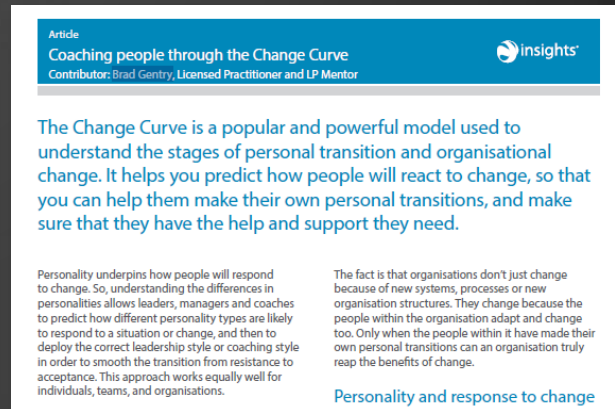 Article
Coaching people through the Change Curve
Contributor: Brad Gentry, Licensed Practitioner and LP Mentor
insights
The Change Curve is a popular and powerful model used to
understand the stages of personal transition and organisational
change. It helps you predict how people will react to change, so that
you can help them make their own personal transitions, and make
sure that they have the help and support they need.
Personality underpins how people will respond
to change. So, understanding the differences in
personalities allows leaders, managers and coaches
to predict how different personality types are likely
to respond to a situation or change, and then to
deploy the correct leadership style or coaching style
in order to smooth the transition from resistance to
acceptance. This approach works equally well for
individuals, teams, and organisations.
The fact is that organisations don't just change
because of new systems, processes or new
organisation structures. They change because the
people within the organisation adapt and change
too. Only when the people within it have made their
own personal transitions can an organisation truly
reap the benefits of change.
Personality and response to change